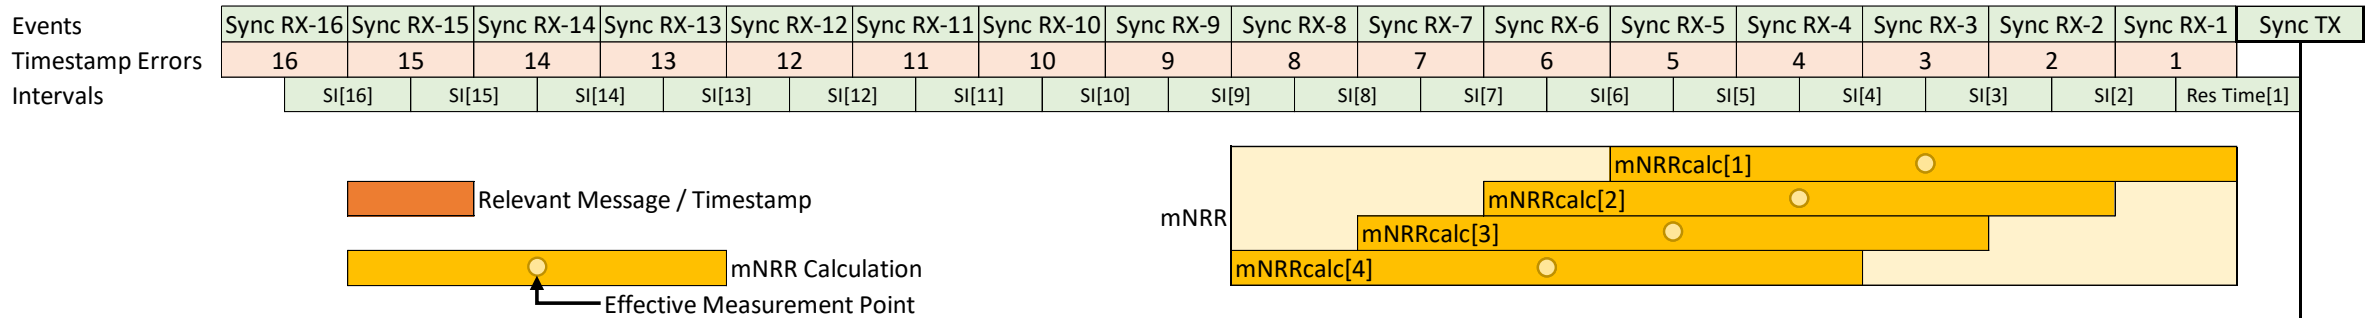 Events Sync RX-16 Sync RX-15 Sync RX-14 Sync RX-13 Sync RX-12 Sync RX-11 Sync RX-10 Sync RX-9 Sync RX-8 Sync RX-7 Sync RX-6 Sync RX-5 Sync RX-4 Sync RX-3 Sync RX-2 Sync RX-1 Sync TX
Timestamp Errors 16 15 14 13 12 11 10 9 8 7 6 5 4 3 2 1
Intervals SI[16] SI[15] SI[14] SI[13] SI[12] SI[11] SI[10] SI[9] SI[8] SI[7] SI[6] SI[5] SI[4] SI[3] SI[2] Res Time[1]
mNRRcalc[1]
Relevant Message / Timestamp
mNRRcalc[2]
mNRR
mNRRcalc[3]
mNRR Calculation
mNRRcalc[4]
Effective Measurement Point